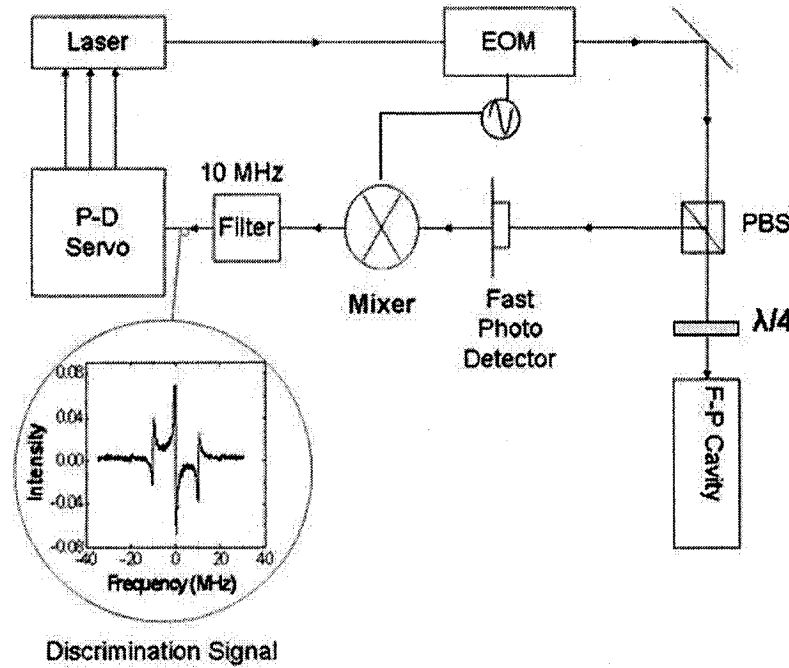 Laser
EOM
10 MHz
P-D
Servo
Filter
Mixer
Fast
Photo
Detector
PBS
λ/4
F-P Cavity
0.08
0.04
0.00
-0.04
-0.08
Intensity
-40 -20 0 20 40
Frequency (MHz)
Discrimination Signal